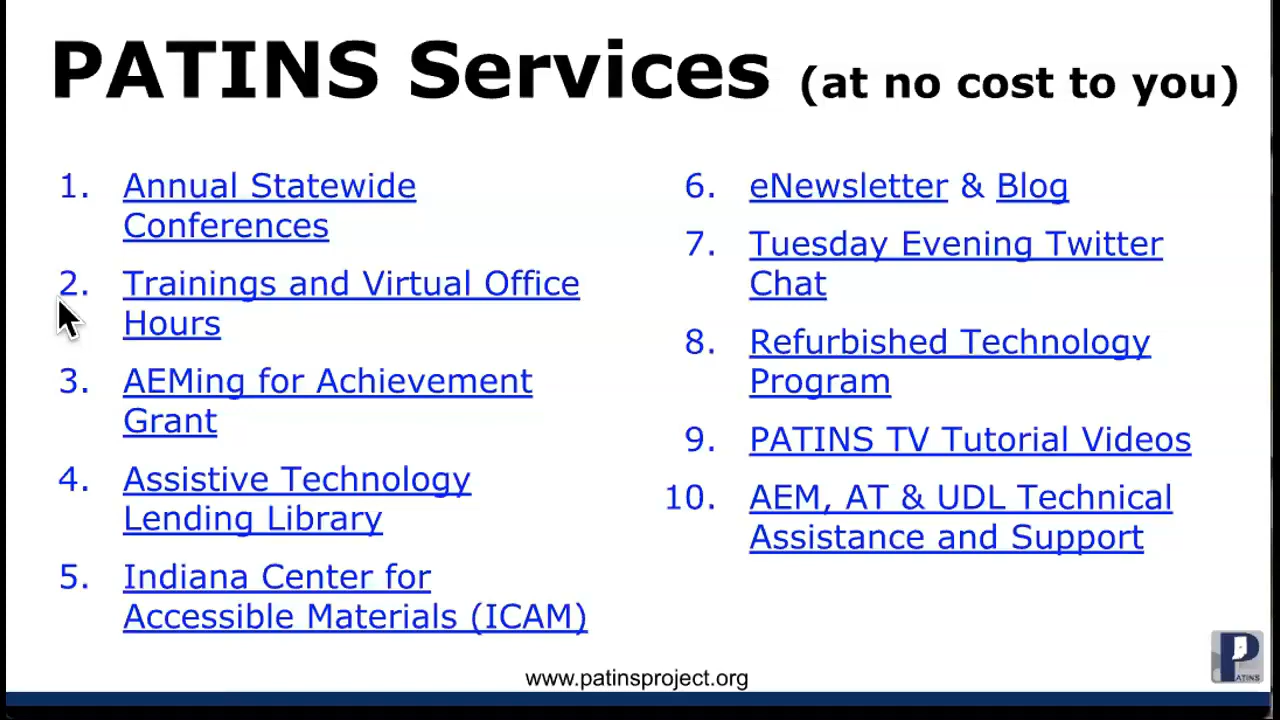 PATINS Services (at no cost to you)
1. Annual Statewide
Conferences
2. Trainings and Virtual Office
Hours
3. AEMing for Achievement
Grant
4. Assistive Technology
Lending Library
5. Indiana Center for
Accessible Materials (ICAM)
6. eNewsletter & Blog
7. Tuesday Evening Twitter
Chat
8. Refurbished Technology
Program
9. PATINS TV Tutorial Videos
10. AEM, AT & UDL Technical
Assistance and Support
www.patinsproject.org
PATINS